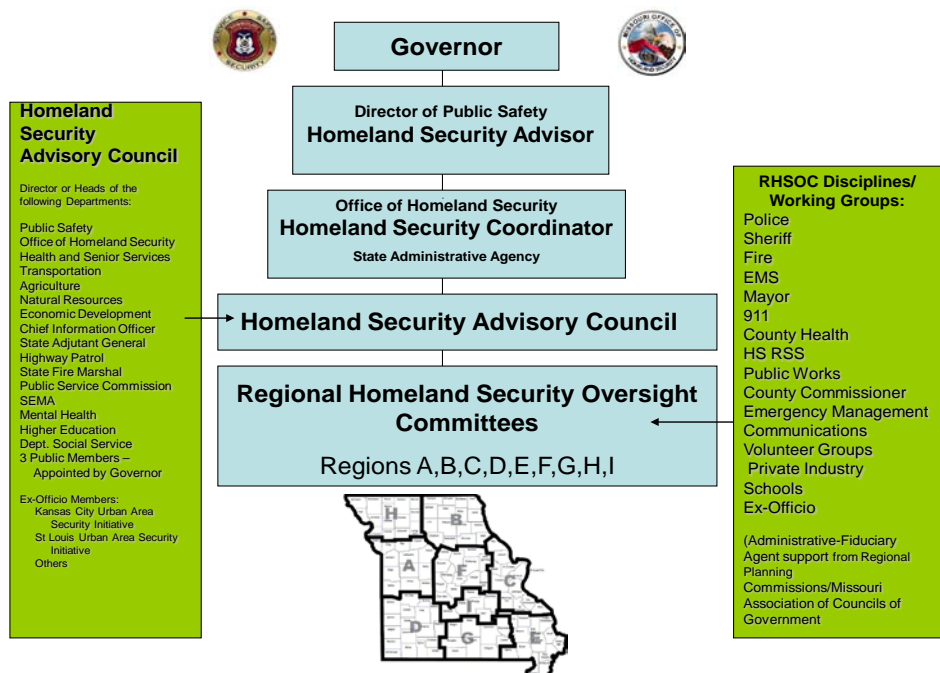 Governor
Director of Public Safety
Homeland Security Advisor
Office of Homeland Security
Homeland Security Coordinator
State Administrative Agency
Homeland Security Advisory Council
Regional Homeland Security Oversight
Committees
Regions A,B,C,D,E,F,G,H,I
Homeland
Security
Advisory Council
Director or Heads of the
following Departments:
Public Safety
Office of Homeland Security
Health and Senior Services
Transportation
Agriculture
Natural Resources
Economic Development
Chief Information Officer
State Adjutant General
Highway Patrol
State Fire Marshal
Public Service Commission
SEMA
Mental Health
Higher Education
Dept. Social Service
3 Public Members –
Appointed by Governor
Ex-Officio Members:
Kansas City Urban Area
Security Initiative
St Louis Urban Area Security
Initiative
Others
RHSOC Disciplines/
Working Groups:
Police
Sheriff
Fire
EMS
Mayor
911
County Health
HS RSS
Public Works
County Commissioner
Emergency Management
Communications
Volunteer Groups
Private Industry
Schools
Ex-Officio
(Administrative-Fiduciary
Agent support from Regional
Planning
Commissions/Missouri
Association of Councils of
Government
H
B
A
F
C
I
D
G
E